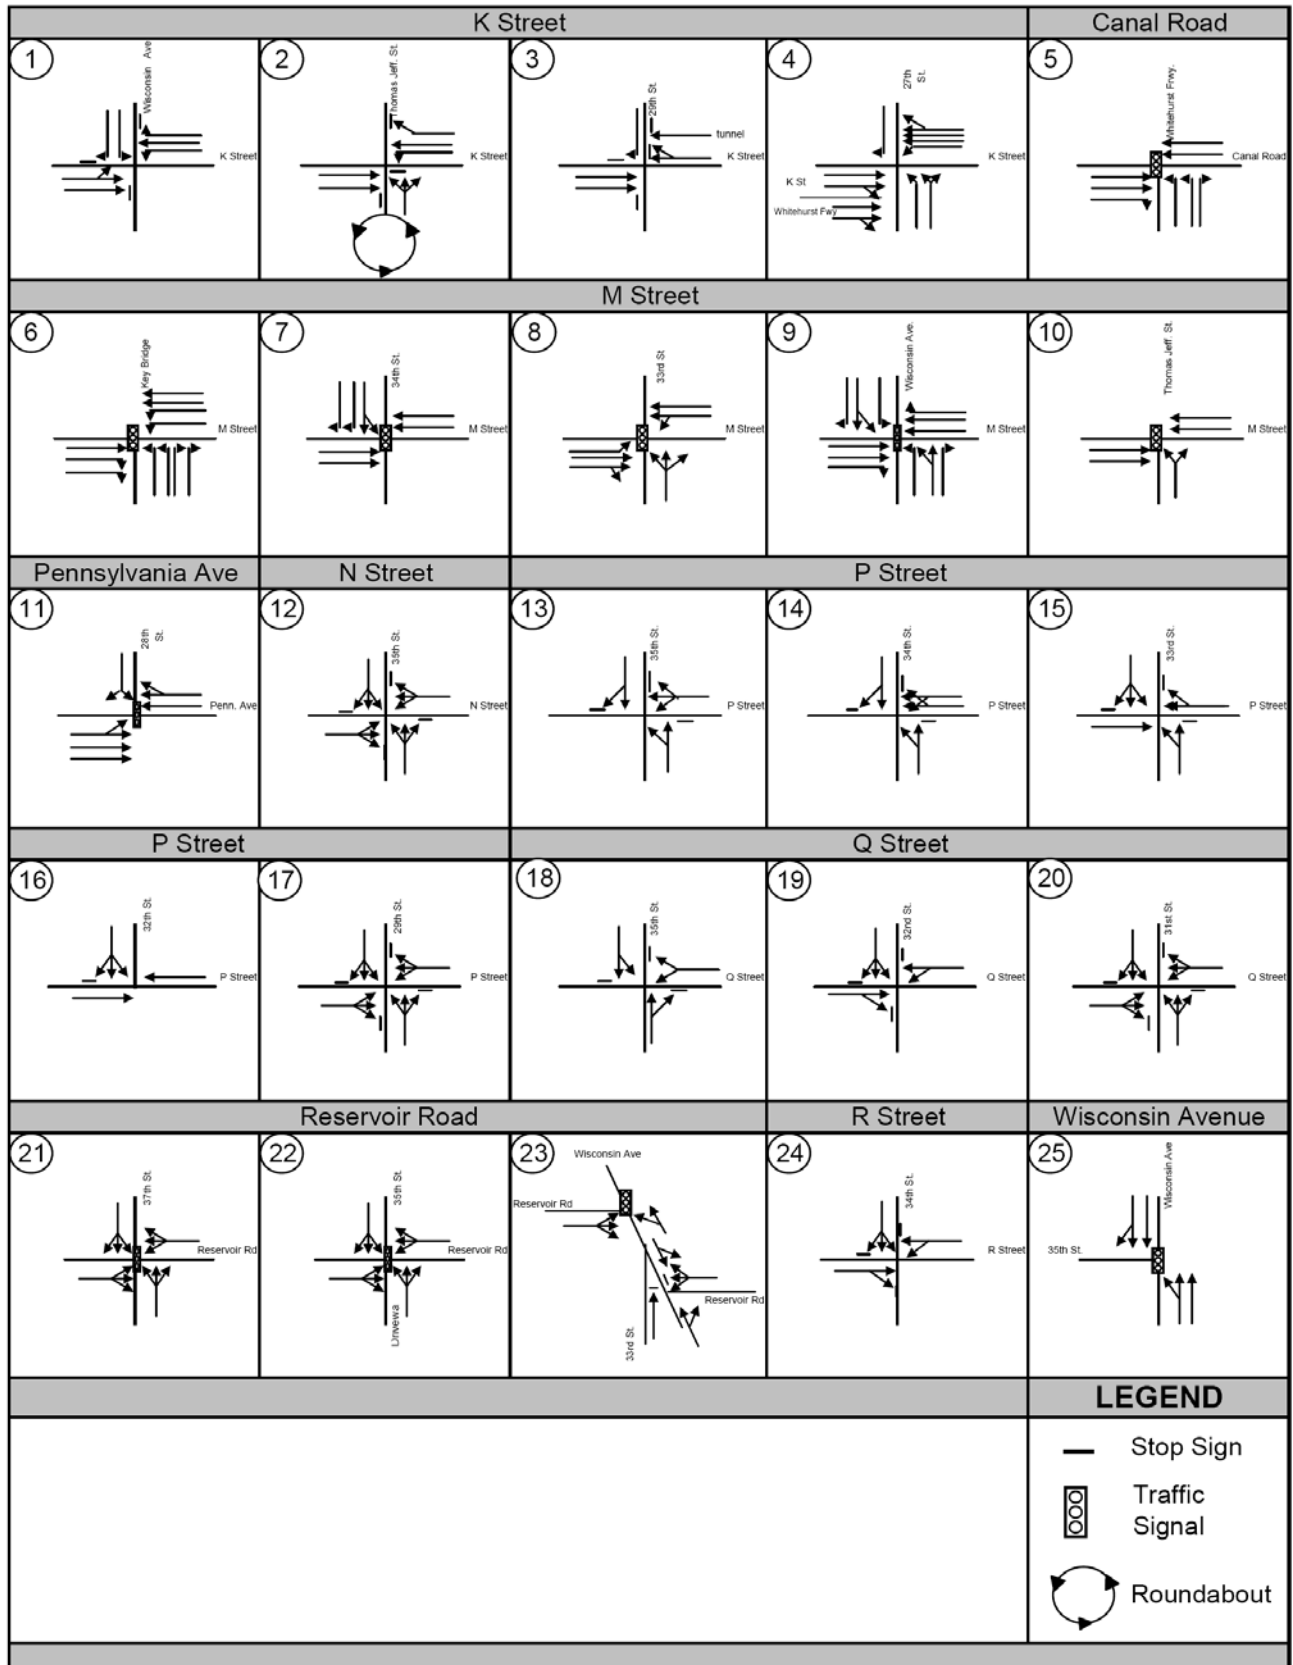 K Street
Canal Road
1
Wisconsin Ave
K Street
2
Thomas Jeff. St.
K Street
3
29th St.
tunnel
K Street
4
27th
St.
K Street
K St
Whitehurst Fwy
5
Whitehurst Frwy.
Canal Road
M Street
6
Key Bridge
M Street
7
34th St.
M Street
8
33rd St
M Street
9
Wisconsin Ave.
M Street
10
Thomas Jeff. St.
M Street
Pennsylvania Ave
N Street
P Street
11
28th
St.
Penn. Ave
12
35th St.
N Street
13
35th St.
P Street
14
34th St.
P Street
15
33rd St.
P Street
P Street
Q Street
16
32th St.
P Street
17
29th St.
P Street
18
35th St.
Q Street
19
32nd St.
Q Street
20
31st St.
Q Street
Reservoir Road
R Street
Wisconsin Avenue
21
37th St.
Reservoir Rd
22
35th St.
Reservoir Rd
Drivewa
23
Wisconsin Ave
Reservoir Rd
Reservoir Rd
33rd St.
24
34th St.
R Street
25
Wisconsin Ave
35th St.
LEGEND
Stop Sign
Traffic
Signal
Roundabout